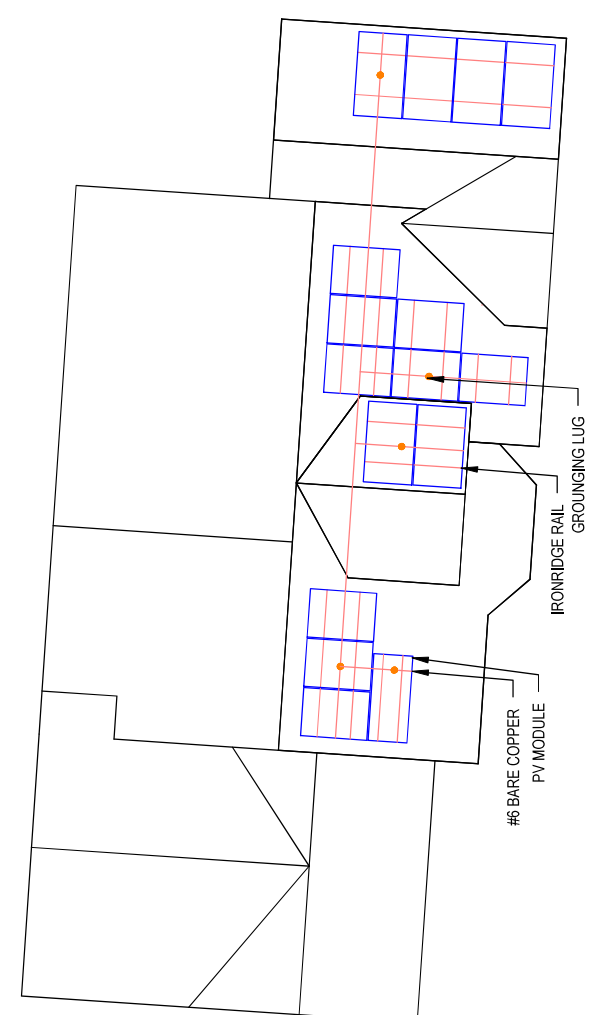 GROUNGING LUG
IRONRIDGE RAIL
PV MODULE
#6 BARE COPPER